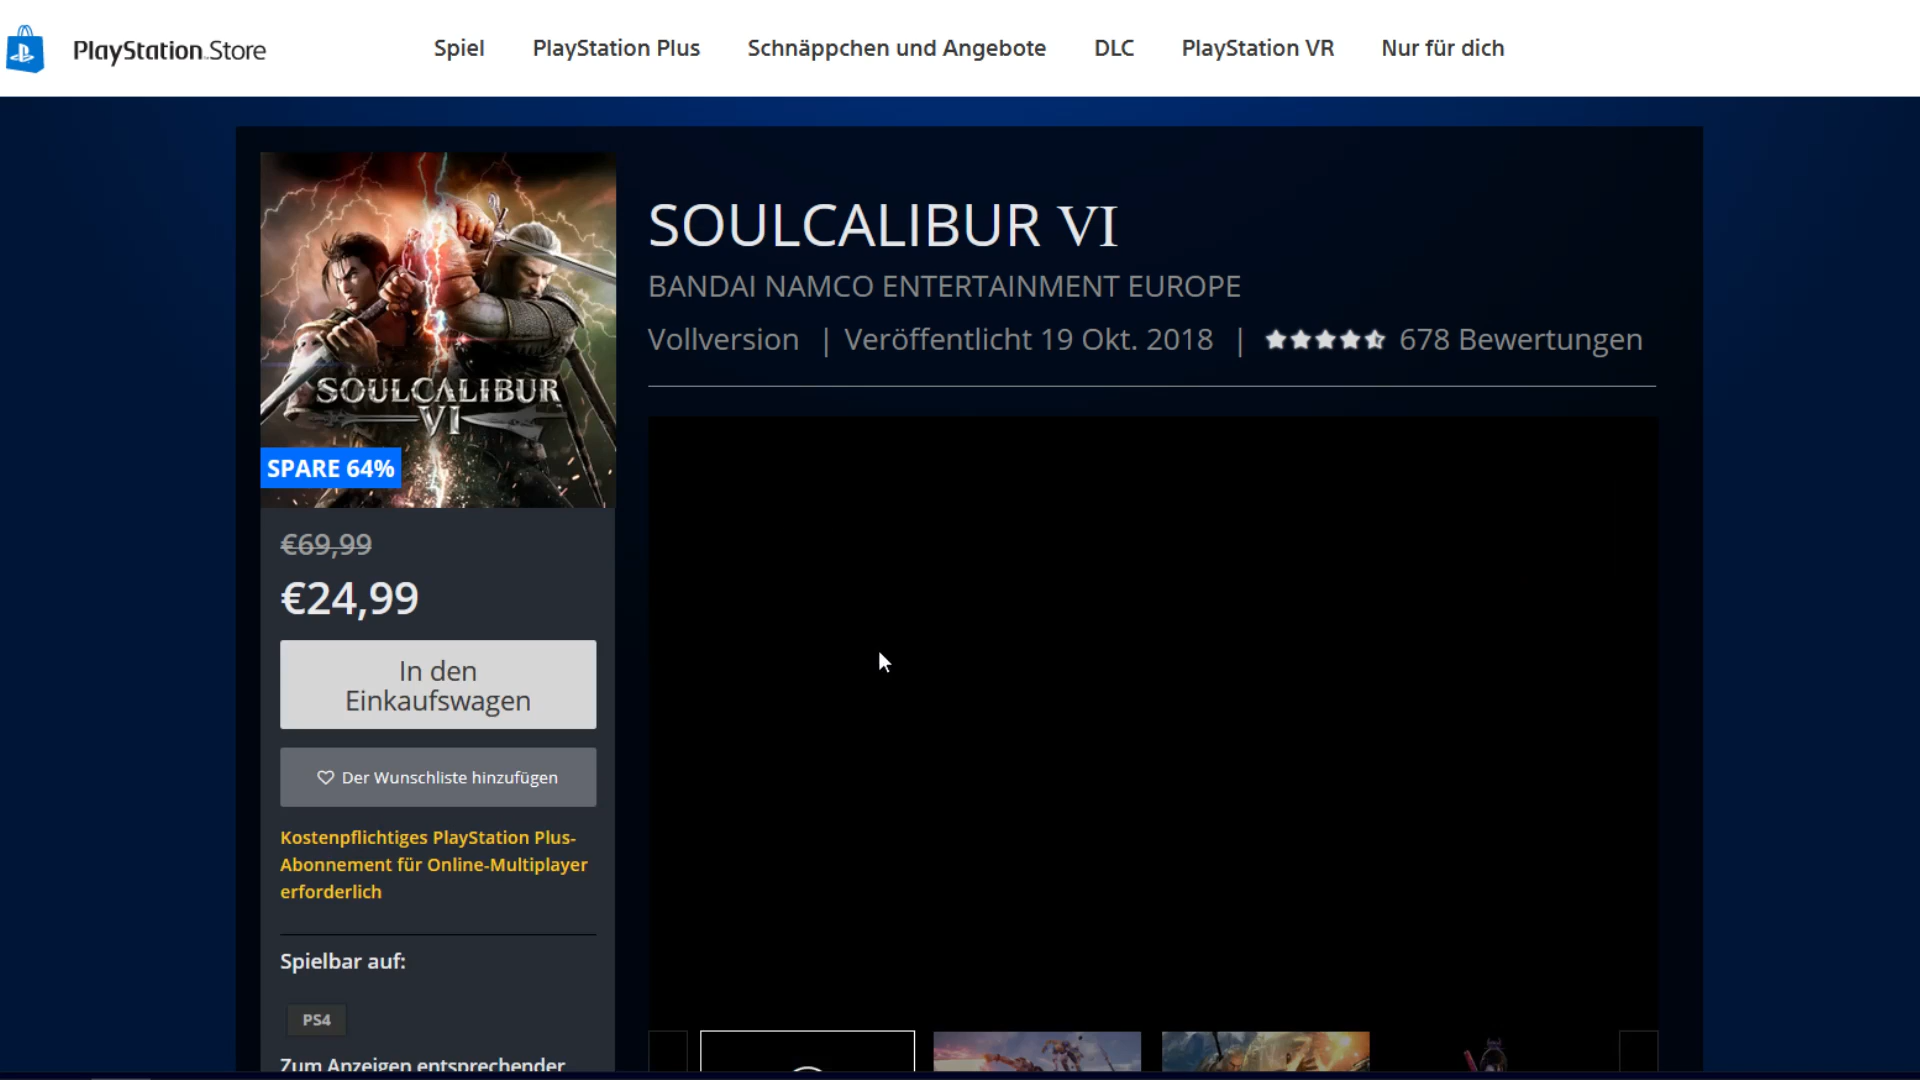 PlayStation Store
Spiel
PlayStation Plus
Schnäppchen und Angebote
DLC
PlayStation VR
Nur für dich
SOULCALIBUR
VI
SPARE 64%
€69,99
€24,99
In den
Einkaufswagen
Der Wunschliste hinzufügen
Kostenpflichtiges PlayStation Plus-
Abonnement für Online-Multiplayer
erforderlich
Spielbar auf:
PS4
Zum Anzeigen entsprechender
SOULCALIBUR VI
BANDAI NAMCO ENTERTAINMENT EUROPE
Vollversion | Veröffentlicht 19 Okt. 2018 | 678 Bewertungen